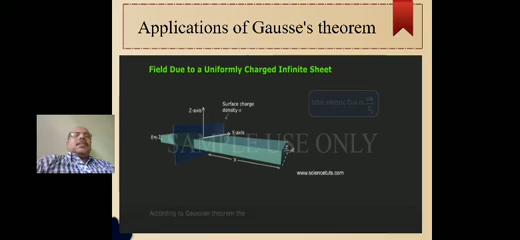 Applications of Gausse's theorem
Field Due to a Uniformly Charged Infinite Sheet
Surface charge
density σ
Z-axis
Y-axis
SAMPLE USE ONLY
www.sciencetuts.com
According to Gaussian theorem the